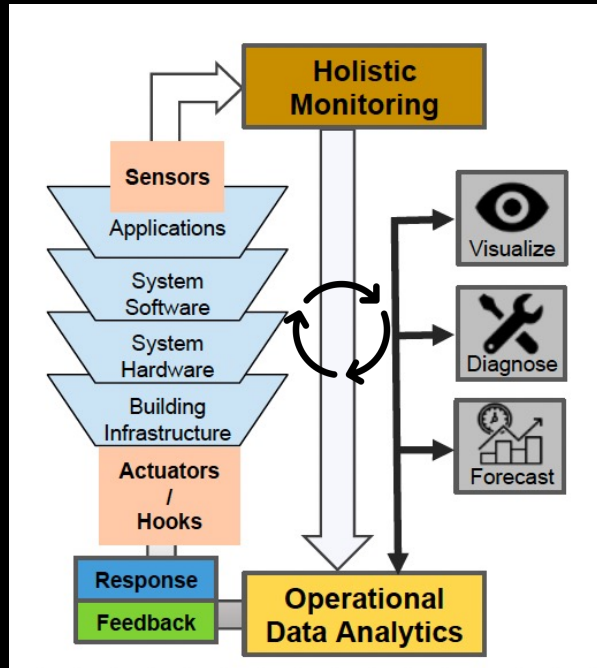 Holistic
Monitoring
Sensors
Applications
System
Software
System
Hardware
Building
Infrastructure
Actuators
/
Hooks
Response
Feedback
Operational
Data Analytics
Visualize
Diagnose
Forecast